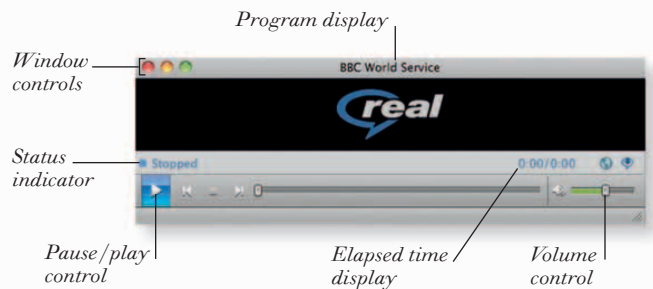 Program display
Window
controls
BBC World Service
real
Status
indicator
Stopped
0:00/0:00
Pause/play
control
Elapsed time
display
Volume
control